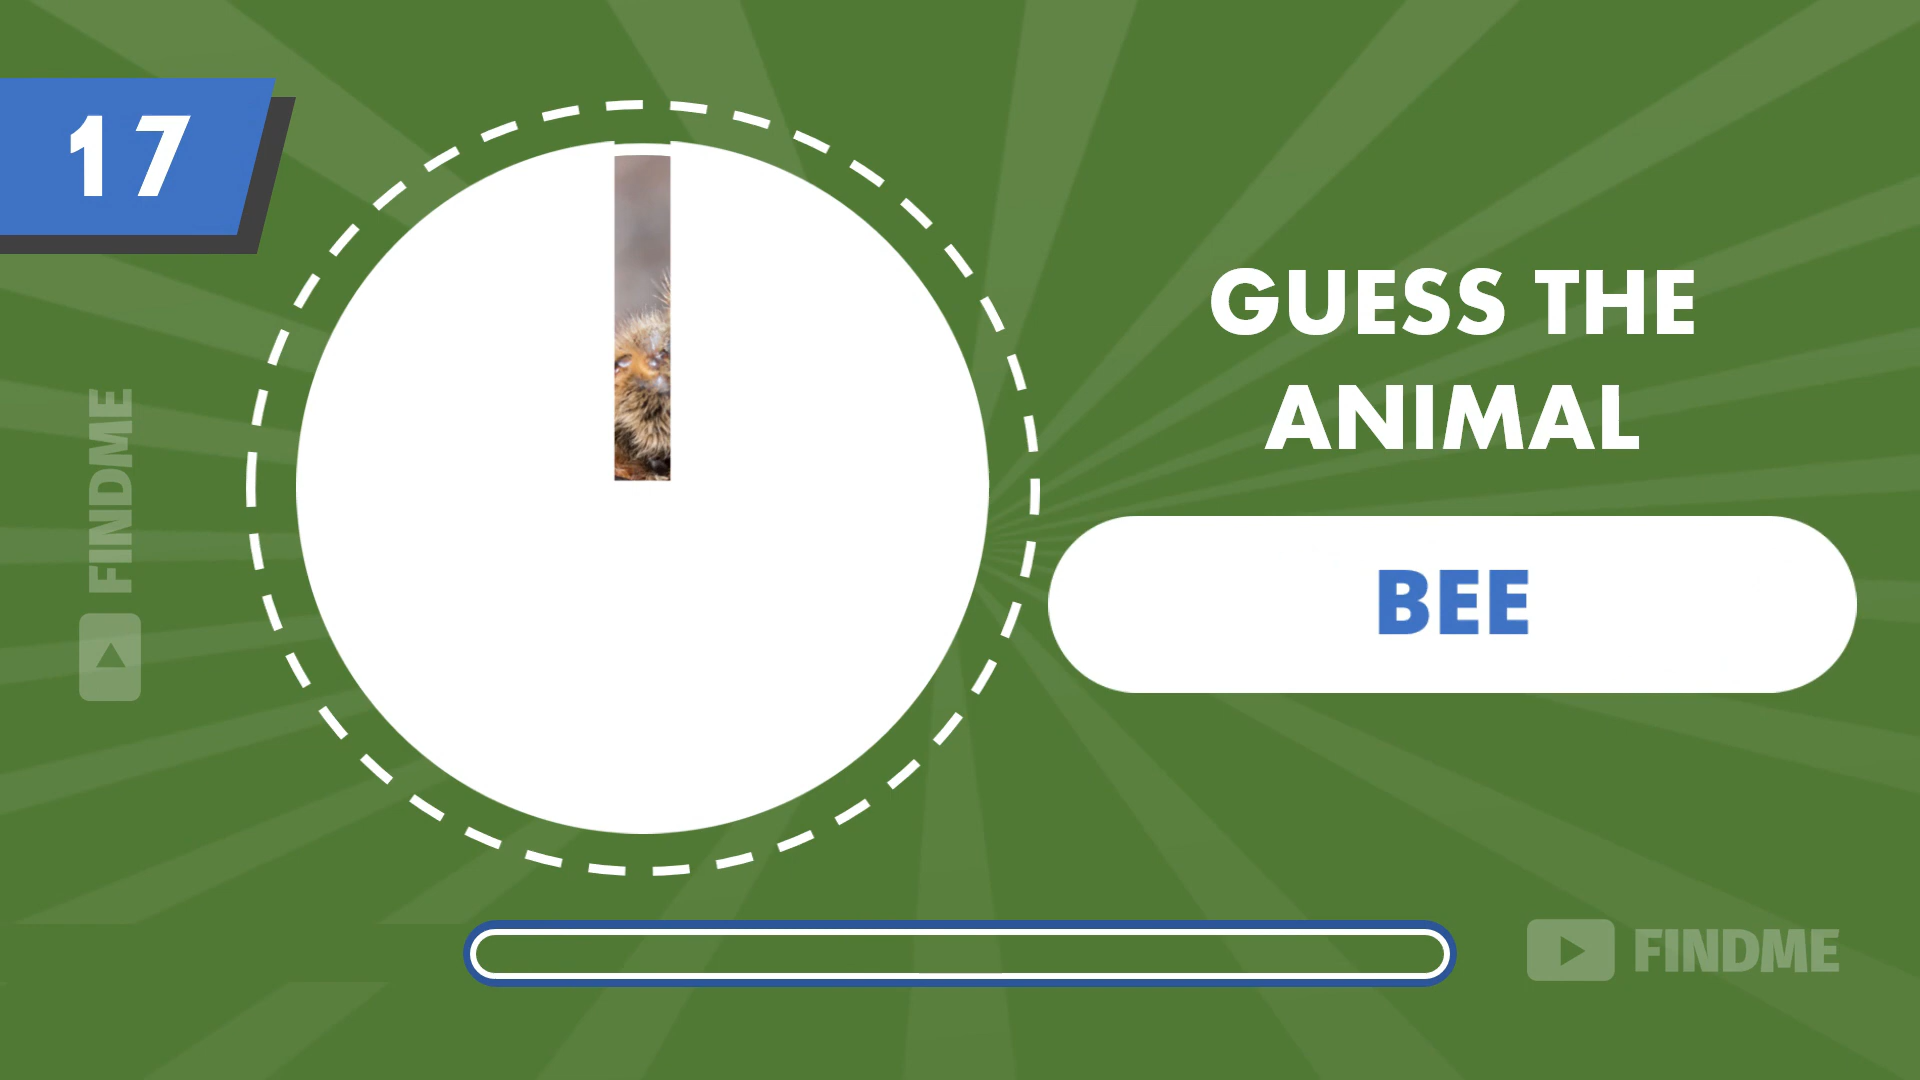 17
GUESS THE
ANIMAL
BEE
FINDME
FINDME